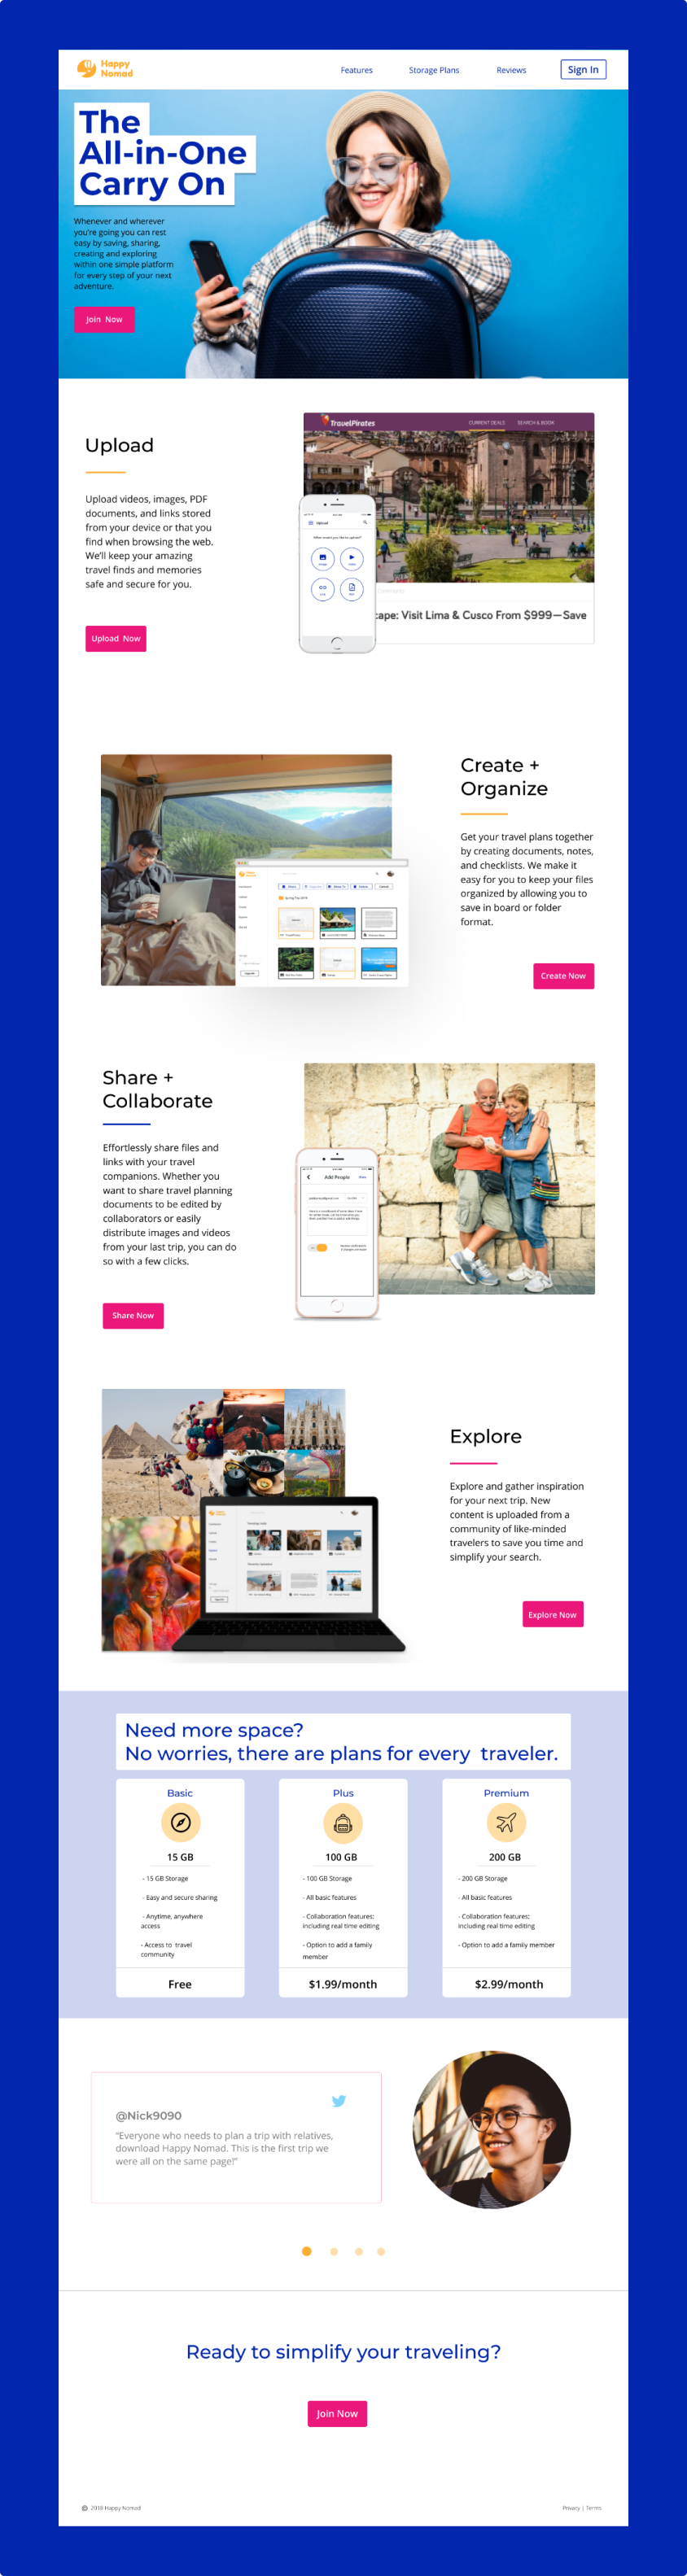 Happy
Nomad
Features
Storage Plans
Reviews
Sign In
The
All-in-One
Carry On
Whenever and wherever
you're going you can rest
easy by saving, sharing,
creating and exploring
within one simple platform
for every step of your next
adventure.
Join Now
Upload
Upload videos, images, PDF
documents, and links stored
from your device or that you
find when browsing the web.
We'll keep your amazing
travel finds and memories
safe and secure for you.
Upload Now
TravelPirates
CURRENT DEALS
SEARCH & BOOK
Upload
What would you like to upload?
cape: Visit Lima & Cusco From $999—Save
Create +
Organize
Get your travel plans together
by creating documents, notes,
and checklists. We make it
easy for you to keep your files
organized by allowing you to
save in board or folder
format.
Create Now
Share +
Collaborate
Effortlessly share files and
links with your travel
companions. Whether you
want to share travel planning
documents to be edited by
collaborators or easily
distribute images and videos
from your last trip, you can do
so with a few clicks.
Share Now
Add People
Explore
Explore and gather inspiration
for your next trip. New
content is uploaded from a
community of like-minded
travelers to save you time and
simplify your search.
Explore Now
Need more space?
No worries, there are plans for every traveler.
Basic
15 GB
- 15 GB Storage
- Easy and secure sharing
- Anytime, anywhere
access
- Access to travel
community
Free
Plus
100 GB
- 100 GB Storage
- All basic features
- Collaboration features:
including real time editing
- Option to add a family
member
$1.99/month
Premium
200 GB
- 200 GB Storage
- All basic features
- Collaboration features:
including real time editing
- Option to add a family member
$2.99/month
@Nick9090
"Everyone who needs to plan a trip with relatives,
download Happy Nomad. This is the first trip we
were all on the same page!"
Ready to simplify your traveling?
Join Now
© 2018 Happy Nomad
Privacy | Terms